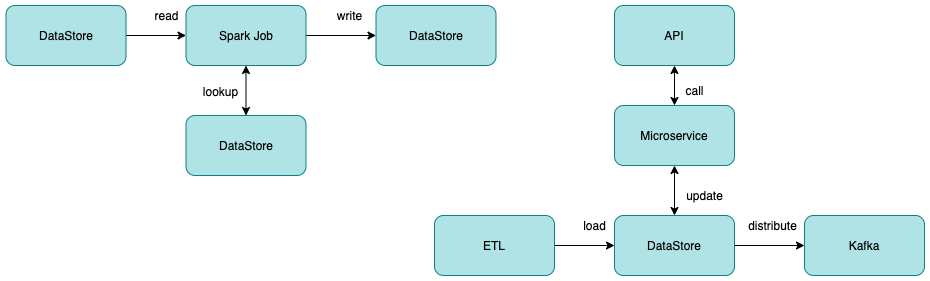 DataStore
read
Spark Job
write
DataStore
lookup
DataStore
API
call
Microservice
update
ETL
load
DataStore
distribute
Kafka